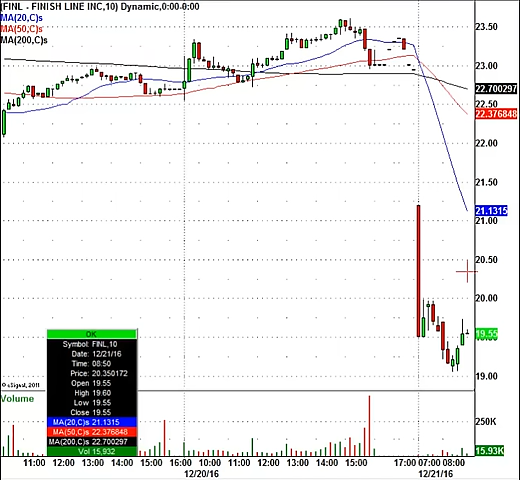 (FINL - FINISH LINE INC,10) Dynamic,0:00-0:00
MA(20,C)s
MA(50,C)s
MA(200,C)s
23.50
23.00
22.700297
22.50
22.376848
22.00
21.50
21.1315
21.00
20.50
20.00
19.55
19.00
OK
Symbol: FINL,10
Date: 12/21/16
Time: 08:50
Price: 20.350172
Open 19.55
High 19.60
Low 19.55
Close 19.55
MA(20,C)s 21.1315
MA(50,C)s 22.376848
MA(200,C)s 22.700297
Vol 15,932
© eSignal, 2011
Volume
250K
15.93K
11:00 12:00 13:00 14:00 15:00 16:00 10:00 11:00 12:00 13:00 14:00 15:00 17:00 07:00 08:00
12/20/16 12/21/16